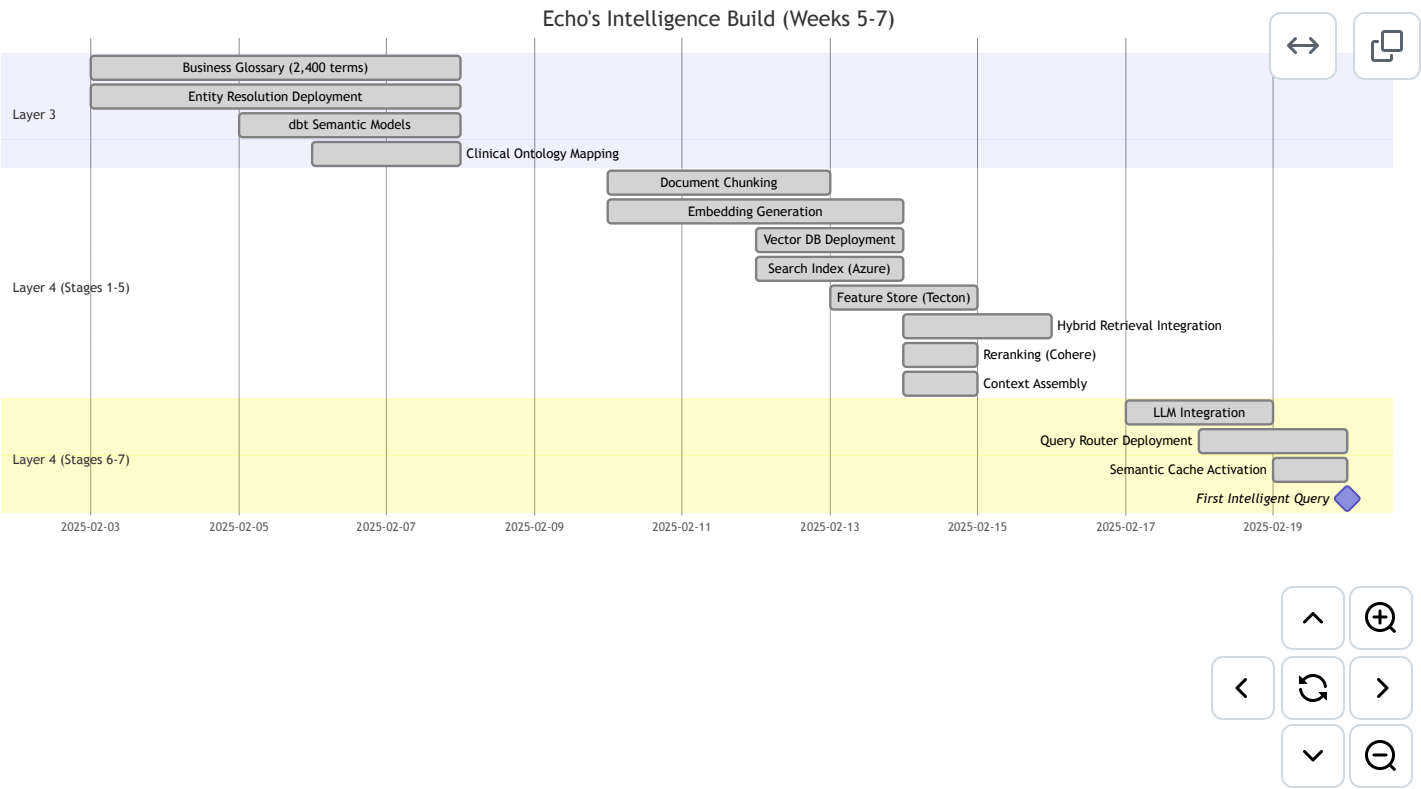 Echo's Intelligence Build (Weeks 5-7)
Layer 3
Business Glossary (2,400 terms)
Entity Resolution Deployment
dbt Semantic Models
Clinical Ontology Mapping
Layer 4 (Stages 1-5)
Document Chunking
Embedding Generation
Vector DB Deployment
Search Index (Azure)
Feature Store (Tecton)
Hybrid Retrieval Integration
Reranking (Cohere)
Context Assembly
Layer 4 (Stages 6-7)
LLM Integration
Query Router Deployment
Semantic Cache Activation
First Intelligent Query
2025-02-03 2025-02-05 2025-02-07 2025-02-09 2025-02-11 2025-02-13 2025-02-15 2025-02-17 2025-02-19